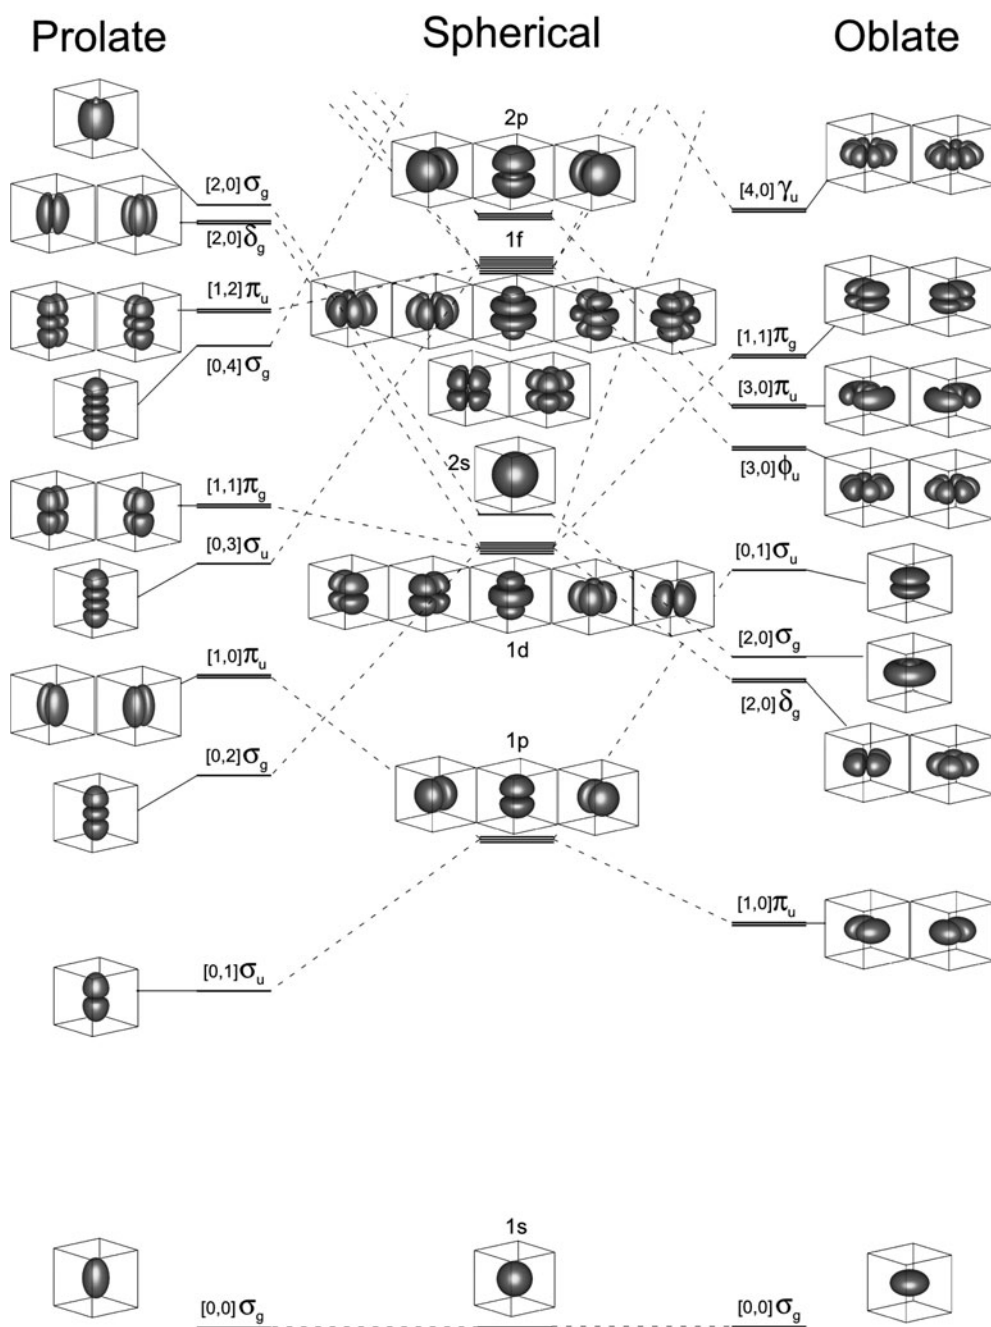 Prolate
Spherical
Oblate
[2,0]σg
[2,0]δg
[1,2]πu
[0,4]σg
[1,1]πg
[0,3]σu
[1,0]πu
[0,2]σg
[0,1]σu
[0,0]σg
2p
1f
2s
1d
1p
1s
[4,0]γu
[1,1]πg
[3,0]πu
[3,0]ϕu
[0,1]σu
[2,0]σg
[2,0]δg
[1,0]πu
[0,0]σg